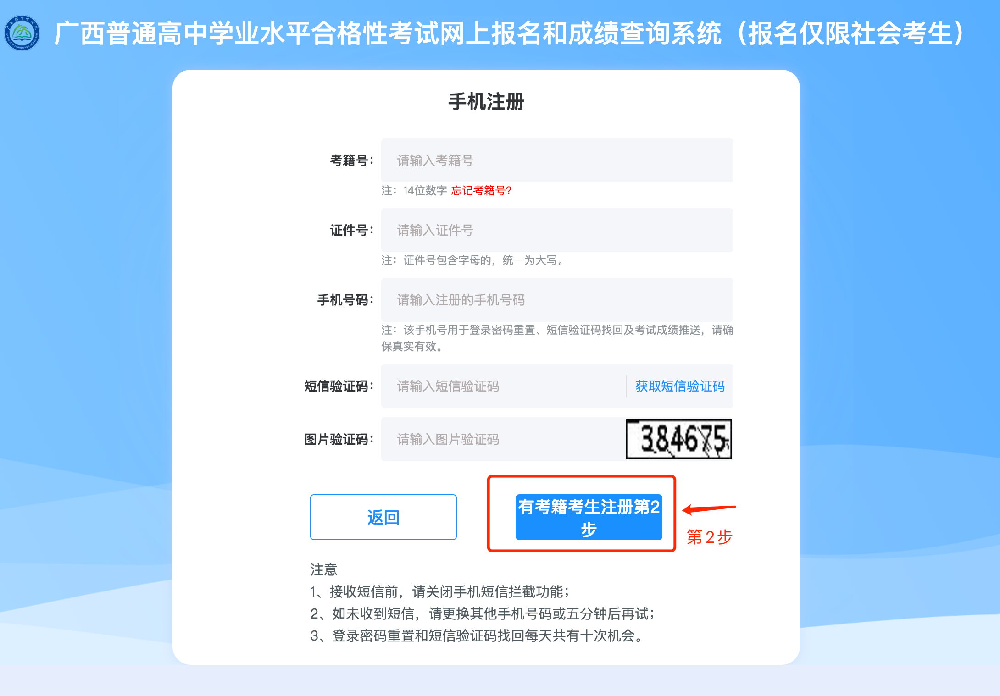 广西普通高中学业水平合格性考试网上报名和成绩查询系统（报名仅限社会考生）
手机注册
考籍号：
请输入考籍号
注：14位数字 忘记考籍号?
证件号：
请输入证件号
注：证件号包含字母的，统一为大写。
手机号码：
请输入注册的手机号码
注：该手机号用于登录密码重置、短信验证码找回及考试成绩推送，请确
保真实有效。
短信验证码：
请输入短信验证码
获取短信验证码
图片验证码：
请输入图片验证码
384675
返回
有考籍考生注册第2
步
第2步
注意
1、接收短信前，请关闭手机短信拦截功能；
2、如未收到短信，请更换其他手机号码或五分钟后再试；
3、登录密码重置和短信验证码找回每天共有十次机会。